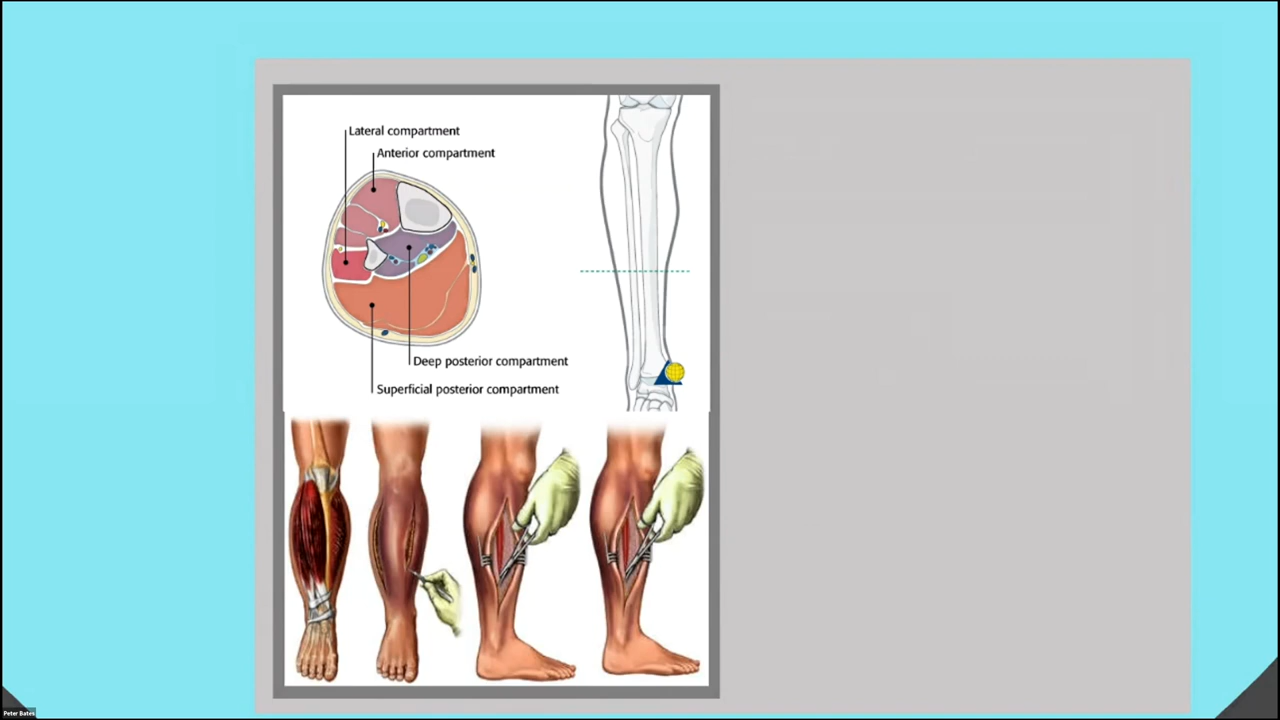 Lateral compartment
Anterior compartment
Deep posterior compartment
Superficial posterior compartment
Peter Bates